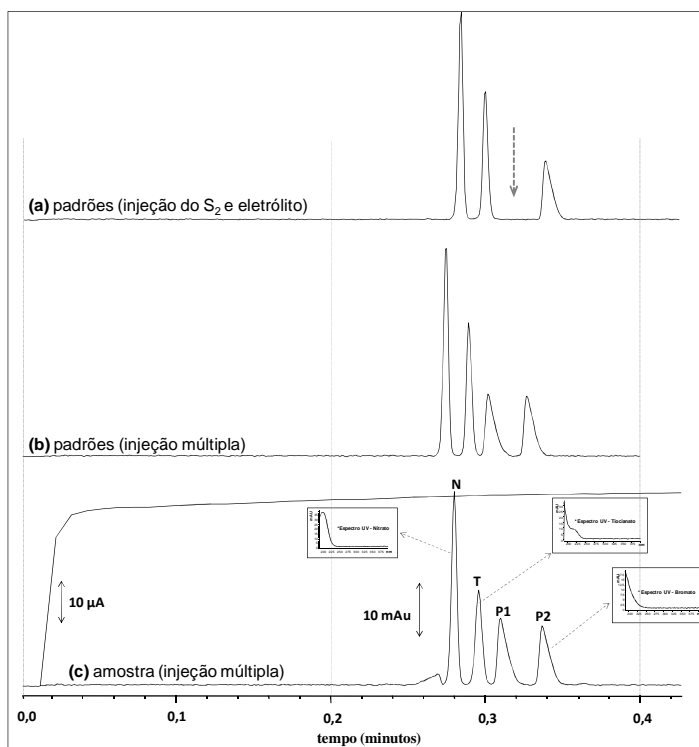 (a) padrões (injeção do S2 e eletrólito)
(b) padrões (injeção múltipla)
N
*Espectro UV - Nitrato
*Espectro UV - Tiocianato
T
*Espectro UV - Bromato
10 µA
10 mAu
P1
P2
(c) amostra (injeção múltipla)
0,0 0,1 0,2 0,3 0,4
tempo (minutos)